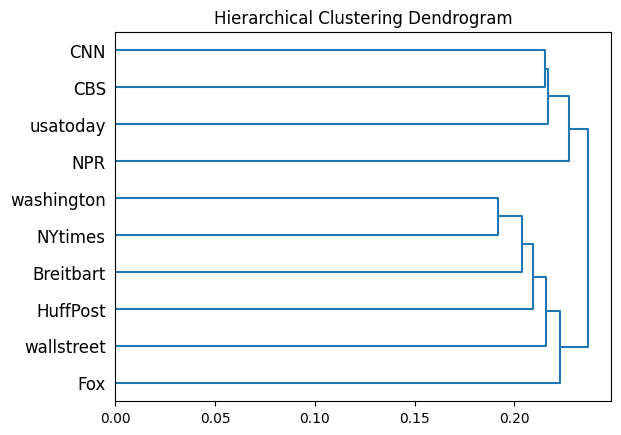 Hierarchical Clustering Dendrogram
CNN
CBS
usatoday
NPR
washington
NYtimes
Breitbart
HuffPost
wallstreet
Fox
0.00 0.05 0.10 0.15 0.20